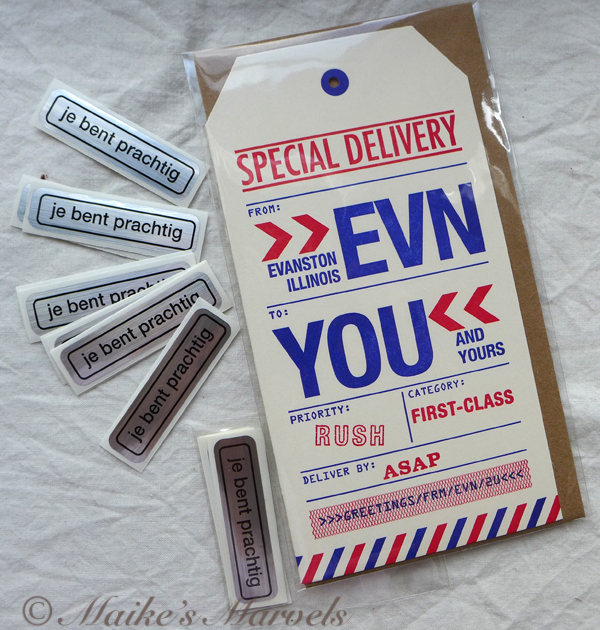 je bent prachtig
je bent prachtig
je bent prachtig
je bent prachtig
je bent prachtig
je bent prachtig
SPECIAL DELIVERY
FROM:
EVN
EVANSTON
ILLINOIS
TO:
YOU
AND
YOURS
PRIORITY:
RUSH
CATEGORY:
FIRST-CLASS
DELIVER BY: ASAP
>>>GREETINGS/FRM/EVN/2U<<<
© Maike's Marvels